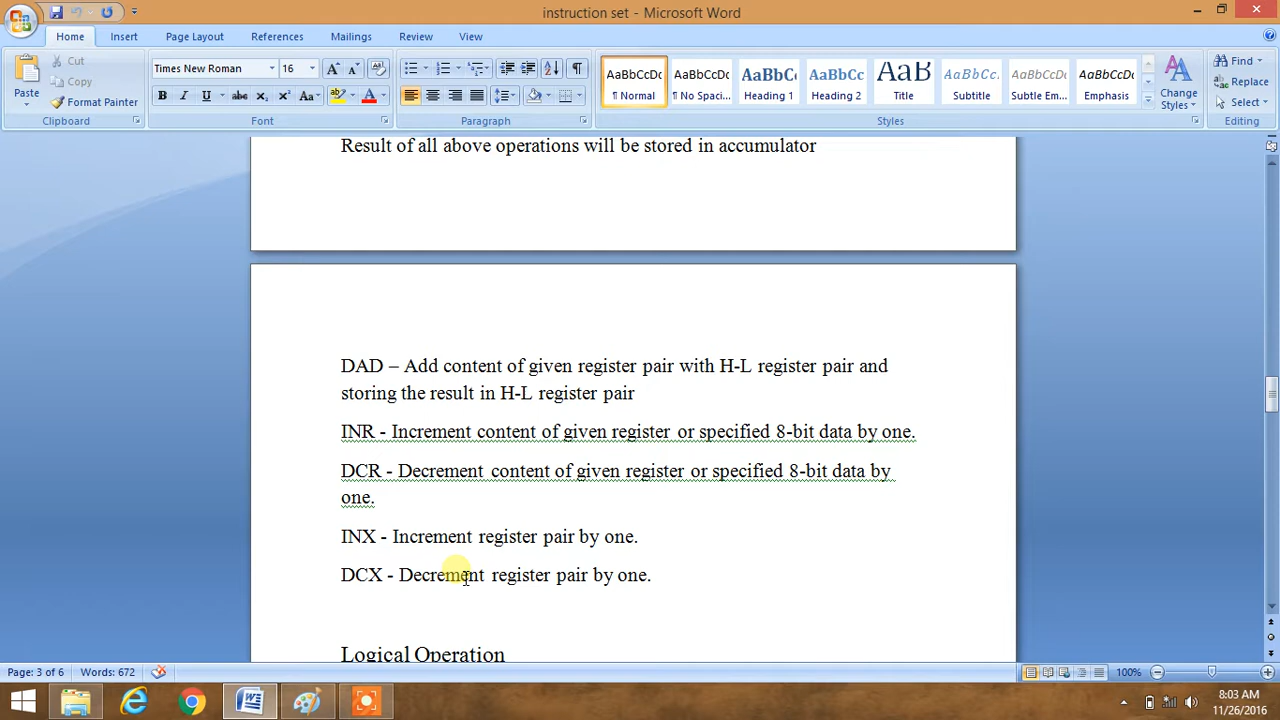 instruction set - Microsoft Word
Home Insert Page Layout References Mailings Review View
Paste
Cut
Copy
Format Painter
Clipboard
Times New Roman 16
Font
Paragraph
AaBbCcDc AaBbCcDc AaBbCc AaBbCc AaB AaBbCc. AaBbCcDc AaBbCcDc
¶ Normal ¶ No Spaci... Heading 1 Heading 2 Title Subtitle Subtle Em... Emphasis
Change Styles
Styles
Find
Replace
Select
Editing
Result of all above operations will be stored in accumulator
DAD – Add content of given register pair with H-L register pair and
storing the result in H-L register pair
INR - Increment content of given register or specified 8-bit data by one.
DCR - Decrement content of given register or specified 8-bit data by
one.
INX - Increment register pair by one.
DCX - Decrement register pair by one.
Logical Operation
Page: 3 of 6 Words: 672 100%
8:03 AM
11/26/2016